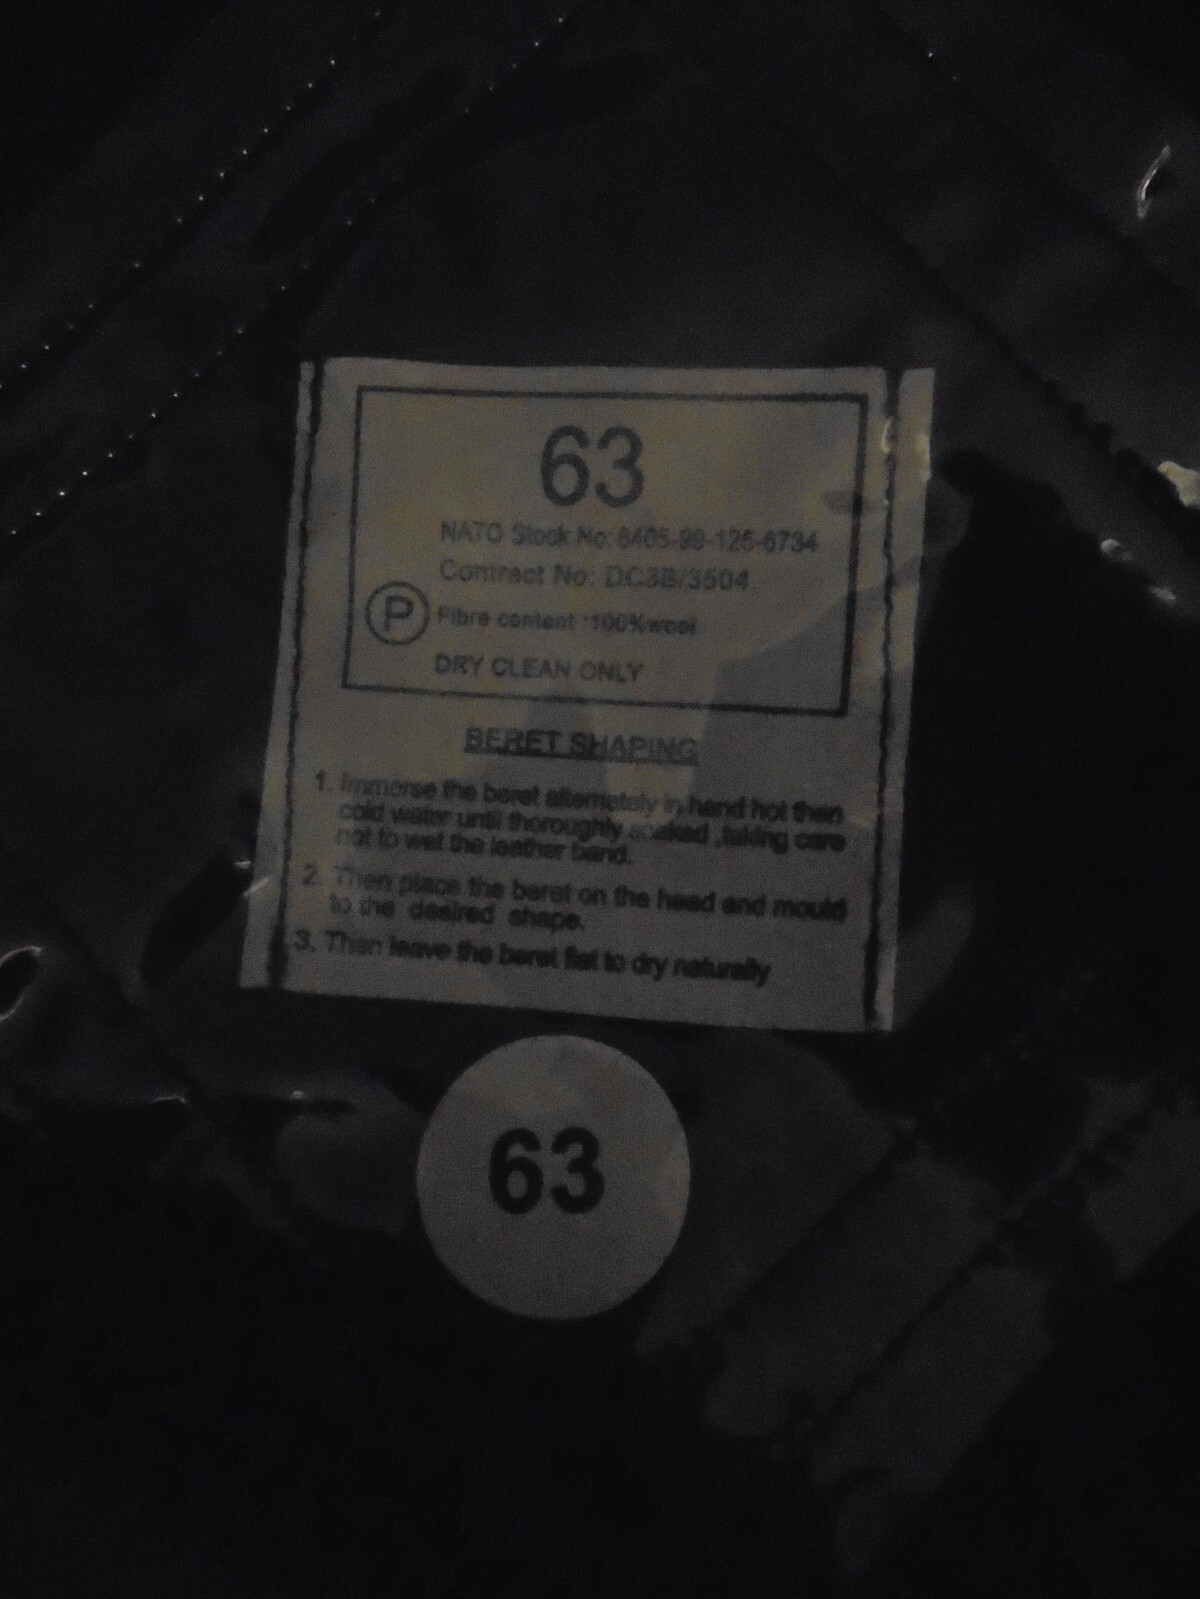 63
NATO Stock No: 8405-99-125-6734
Contract No: DC3B/3504
P Fibre content :100%wool
DRY CLEAN ONLY
BERET SHAPING
1. Immerse the beret alternately in hand hot then
cold water until thoroughly soaked ,taking care
not to wet the leather band.
2. Then place the beret on the head and mould
to the desired shape.
3. Then leave the beret flat to dry naturally
63